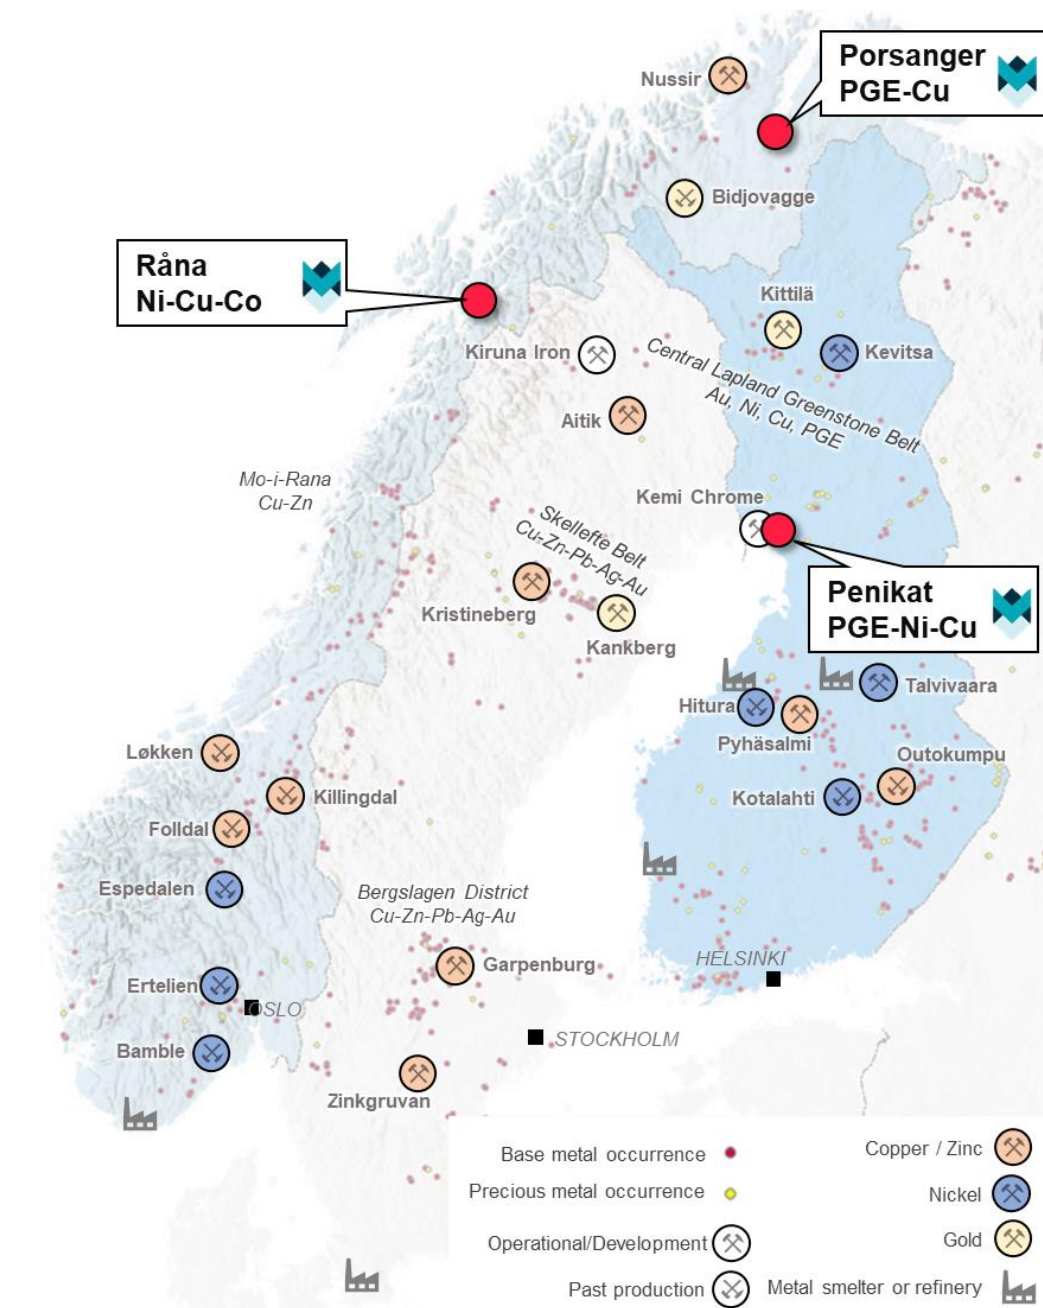 Porsanger
PGE-Cu
Nussir
Bidjovagge
Råna
Ni-Cu-Co
Kittilä
Kiruna Iron
Kevitsa
Central Lapland Greenstone Belt
Au, Ni, Cu, PGE
Aitik
Mo-i-Rana
Cu-Zn
Kemi Chrome
Skellefte Belt
Cu-Zn-Pb-Ag-Au
Kristineberg
Kankberg
Penikat
PGE-Ni-Cu
Talvivaara
Hitura
Pyhäsalmi
Løkken
Outokumpu
Killingdal
Kotalahti
Folldal
Espedalen
Bergslagen District
Cu-Zn-Pb-Ag-Au
Garpenburg
HELSINKI
Ertelien
OSLO
STOCKHOLM
Bamble
Zinkgruvan
Base metal occurrence
Copper / Zinc
Precious metal occurrence
Nickel
Operational/Development
Gold
Past production
Metal smelter or refinery